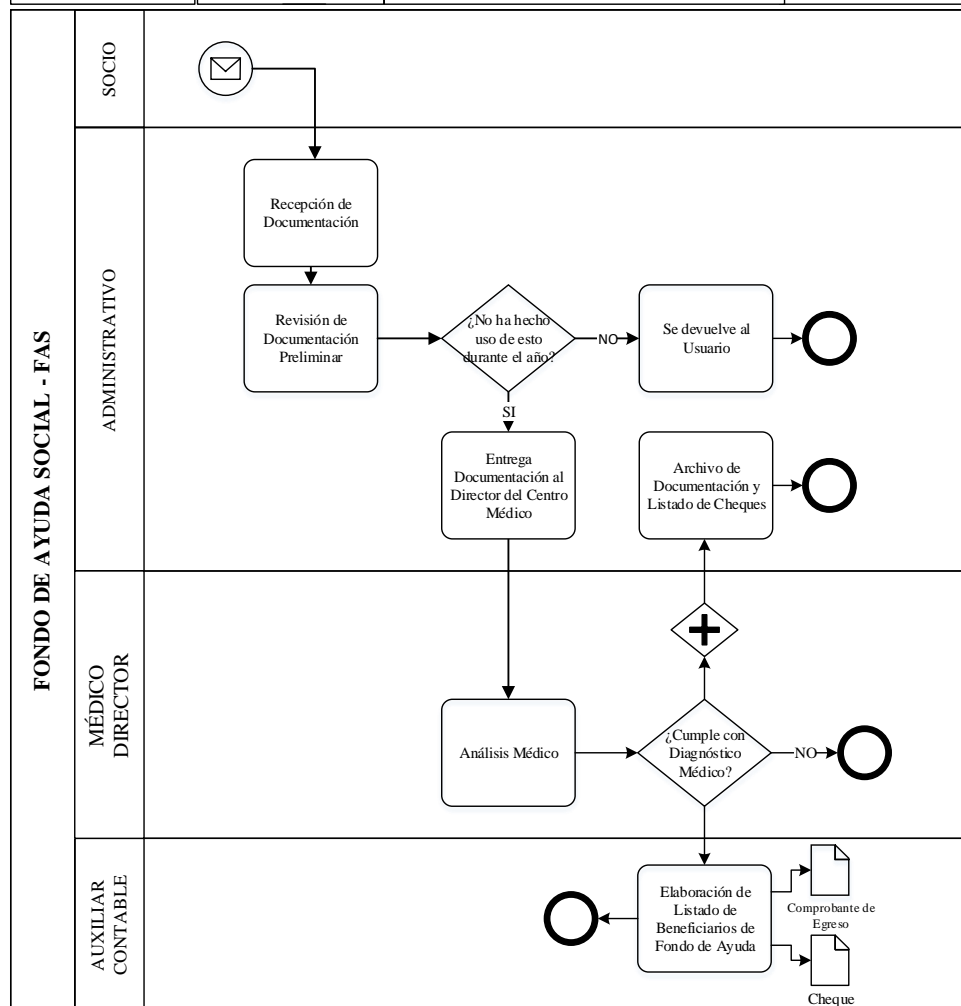 FONDO DE AYUDA SOCIAL - FAS
SOCIO
ADMINISTRATIVO
Recepción de
Documentación
Revisión de
Documentación
Preliminar
¿No ha hecho
uso de esto
durante el año?
NO
Se devuelve al
Usuario
SI
Entrega
Documentación al
Director del Centro
Médico
Archivo de
Documentación y
Listado de Cheques
MÉDICO
DIRECTOR
Análisis Médico
¿Cumple con
Diagnóstico
Médico?
NO
AUXILIAR
CONTABLE
Elaboración de
Listado de
Beneficiarios de
Fondo de Ayuda
Comprobante de
Egreso
Cheque